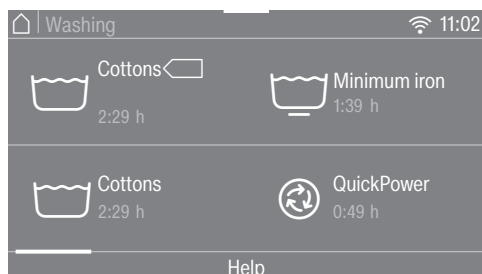 Washing 11:02
Cottons
2:29 h
Minimum iron
1:39 h
Cottons
2:29 h
QuickPower
0:49 h
Help